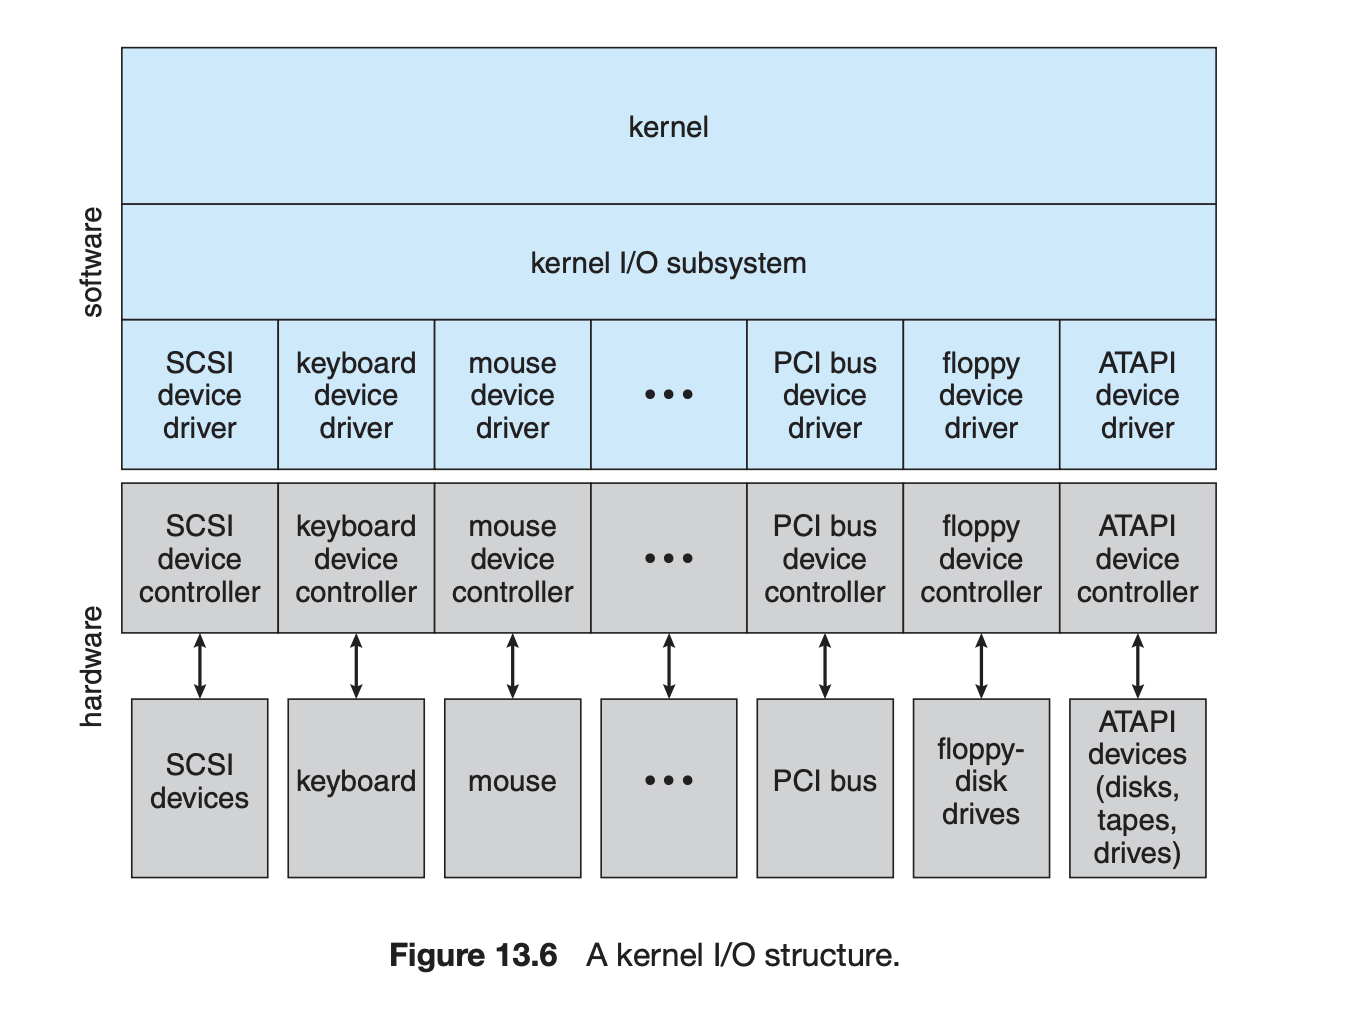 kernel
software
kernel I/O subsystem
SCSI
device
driver
keyboard
device
driver
mouse
device
driver
•••
PCI bus
device
driver
floppy
device
driver
ATAPI
device
driver
hardware
SCSI
device
controller
keyboard
device
controller
mouse
device
controller
•••
PCI bus
device
controller
floppy
device
controller
ATAPI
device
controller
SCSI
devices
keyboard
mouse
•••
PCI bus
floppy-
disk
drives
ATAPI
devices
(disks,
tapes,
drives)
Figure 13.6 A kernel I/O structure.